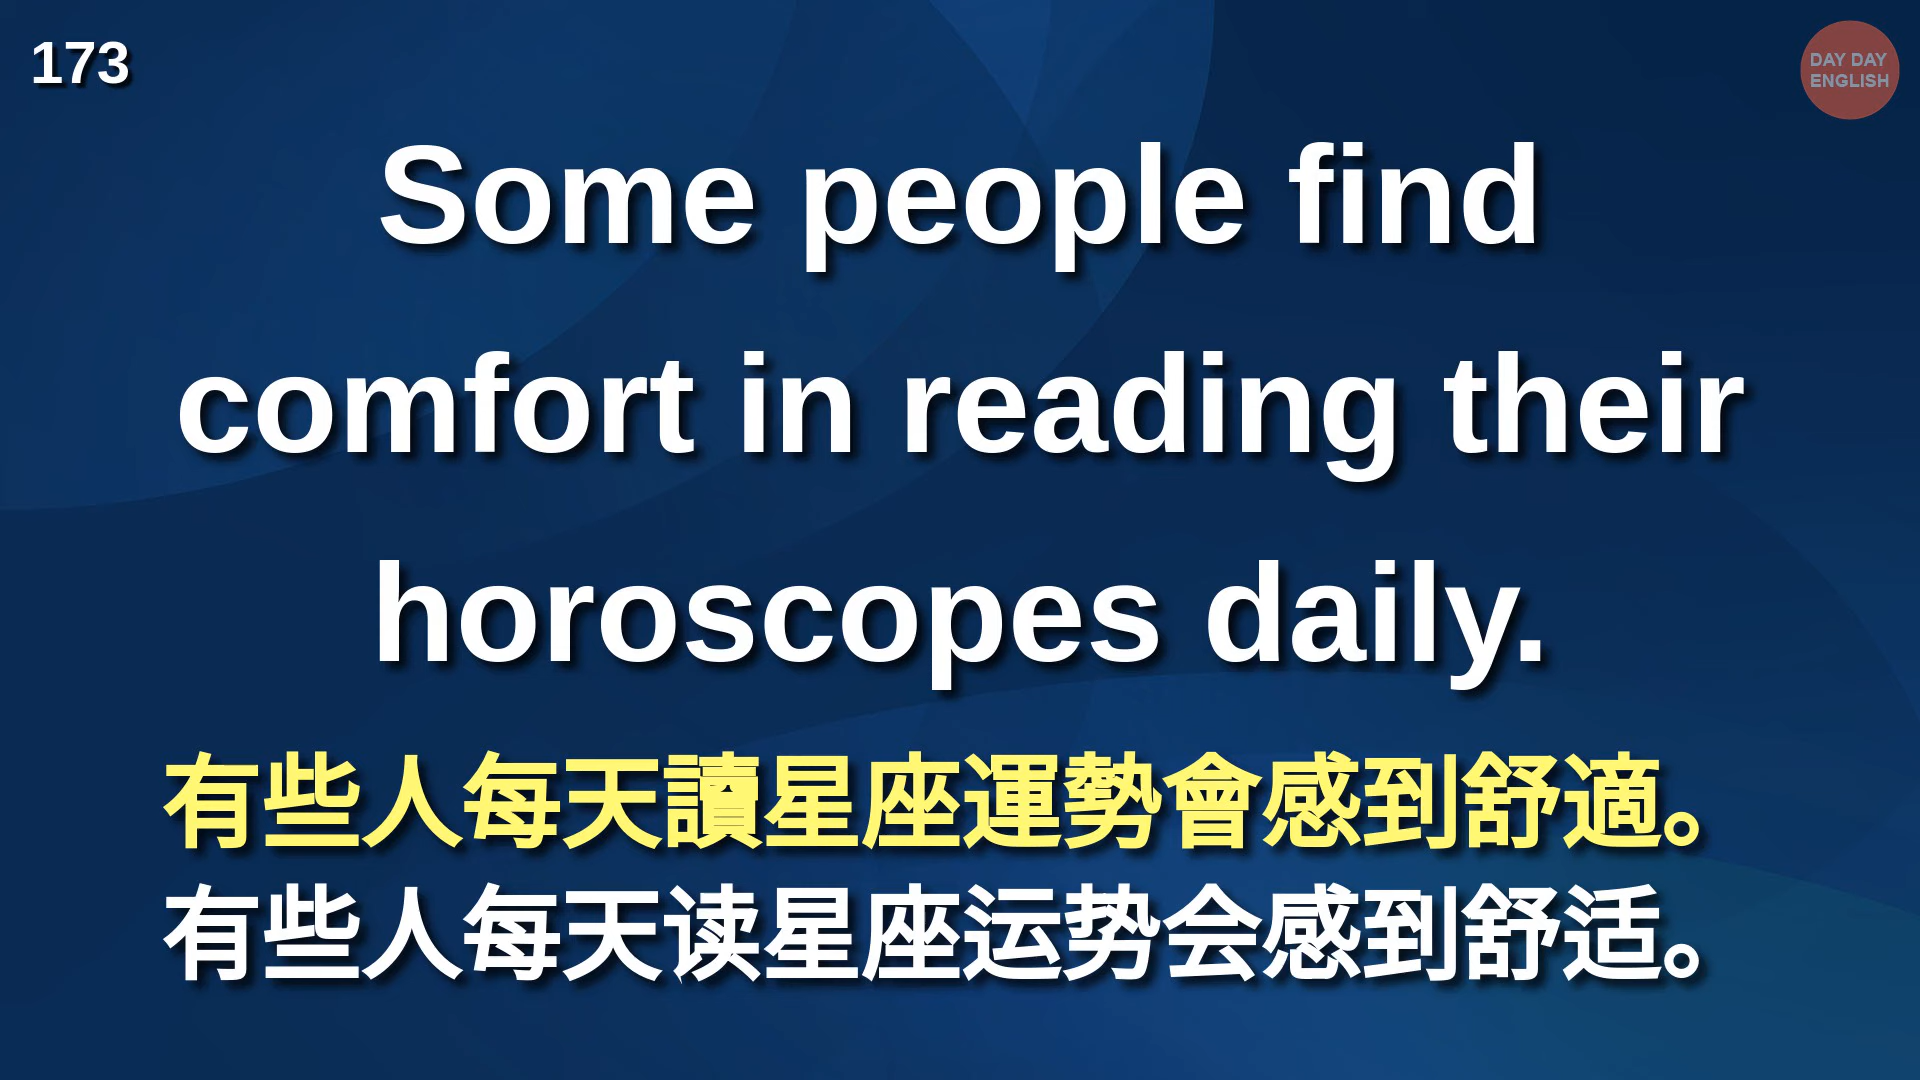 173
DAY DAY
ENGLISH
Some people find
comfort in reading their
horoscopes daily.
有些人每天讀星座運勢會感到舒適。
有些人每天读星座运势会感到舒适。